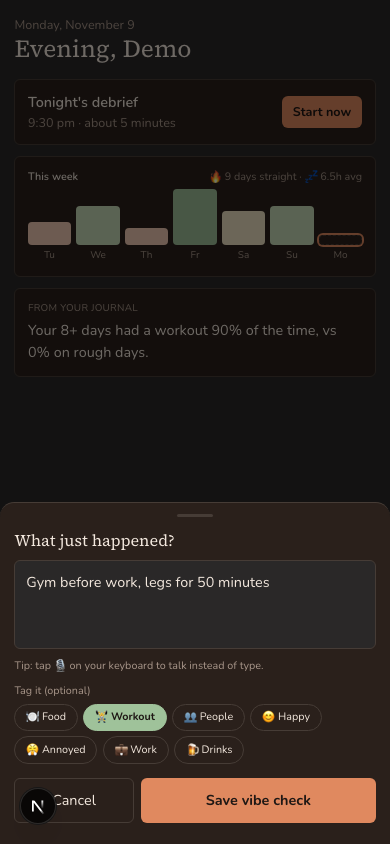 Monday, November 9
Evening, Demo
Tonight's debrief
9:30 pm · about 5 minutes
Start now
This week
🔥 9 days straight · 💤 6.5h avg
Tu We Th Fr Sa Su Mo
FROM YOUR JOURNAL
Your 8+ days had a workout 90% of the time, vs
0% on rough days.
What just happened?
Gym before work, legs for 50 minutes
Tip: tap 🎙️ on your keyboard to talk instead of type.
Tag it (optional)
🍽️ Food 🏋️ Workout 👥 People 😊 Happy
😤 Annoyed 💼 Work 🍺 Drinks
N Cancel Save vibe check